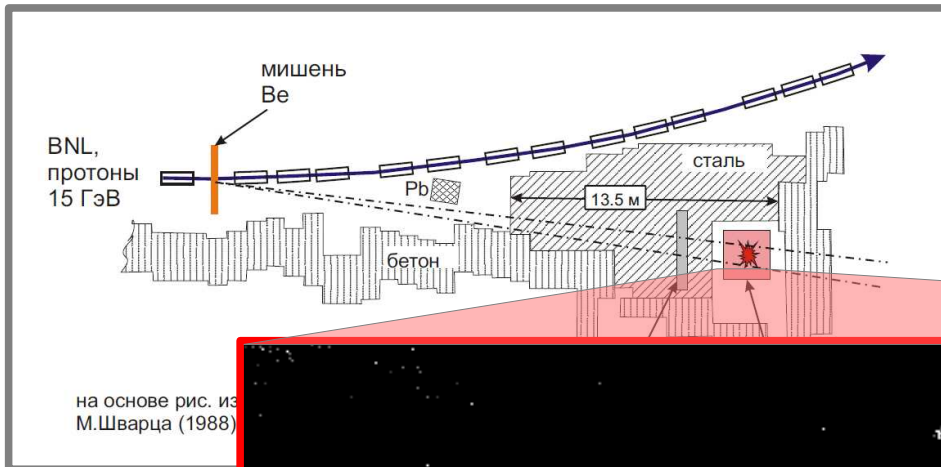 мишень
Be
BNL,
протоны
15 ГэВ
Pb
сталь
13.5 м
бетон
на основе рис. из
М.Шварца (1988)